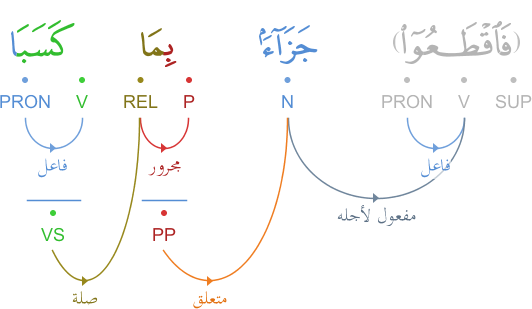 (فَٱقْطَعُوٓا۟) جَزَآءًۢ بِمَا كَسَبَا
PRON V REL P N PRON V SUP
فاعل مجرور فاعل
مفعول لأجله
VS PP
صلة متعلق